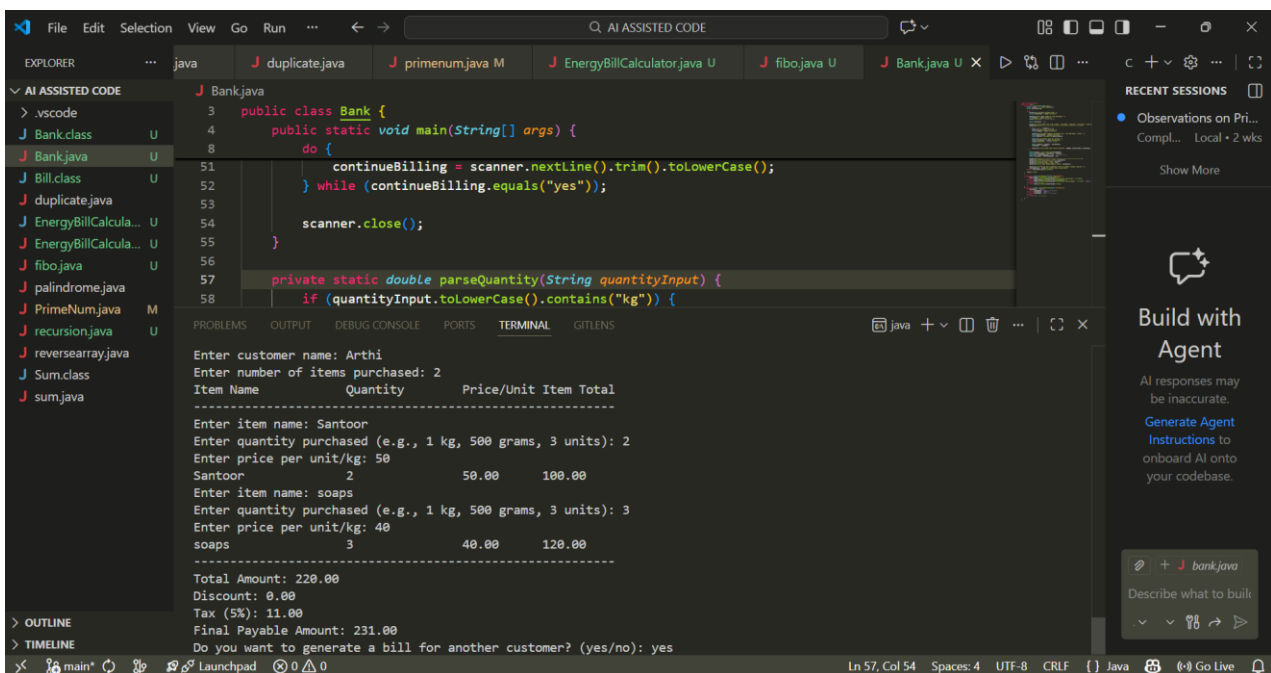 File Edit Selection View Go Run ··· AI ASSISTED CODE
EXPLORER ··· java duplicate.java primenum.java M EnergyBillCalculator.java U fibo.java U Bank.java U
AI ASSISTED CODE
.vscode
Bank.class U
Bank.java U
Bill.class U
duplicate.java
EnergyBillCalcula... U
EnergyBillCalcula... U
fibo.java U
palindrome.java
PrimeNum.java M
recursion.java U
reversearray.java
Sum.class
sum.java
OUTLINE
TIMELINE
Bank.java
3 public class Bank {
4 public static void main(String[] args) {
8 do {
51 continueBilling = scanner.nextLine().trim().toLowerCase();
52 } while (continueBilling.equals("yes"));
53
54 scanner.close();
55 }
56
57 private static double parseQuantity(String quantityInput) {
58 if (quantityInput.toLowerCase().contains("kg")) {
PROBLEMS OUTPUT DEBUG CONSOLE PORTS TERMINAL GITLENS java
Enter customer name: Arthi
Enter number of items purchased: 2
Item Name Quantity Price/Unit Item Total
----------------------------------------------------------
Enter item name: Santoor
Enter quantity purchased (e.g., 1 kg, 500 grams, 3 units): 2
Enter price per unit/kg: 50
Santoor 2 50.00 100.00
Enter item name: soaps
Enter quantity purchased (e.g., 1 kg, 500 grams, 3 units): 3
Enter price per unit/kg: 40
soaps 3 40.00 120.00
----------------------------------------------------------
Total Amount: 220.00
Discount: 0.00
Tax (5%): 11.00
Final Payable Amount: 231.00
Do you want to generate a bill for another customer? (yes/no): yes
C
RECENT SESSIONS
Observations on Pri...
Compl... Local • 2 wks
Show More
Build with
Agent
AI responses may
be inaccurate.
Generate Agent
Instructions to
onboard AI onto
your codebase.
bank.java
Describe what to build
main* Launchpad 0 0 Ln 57, Col 54 Spaces: 4 UTF-8 CRLF {} Java Go Live